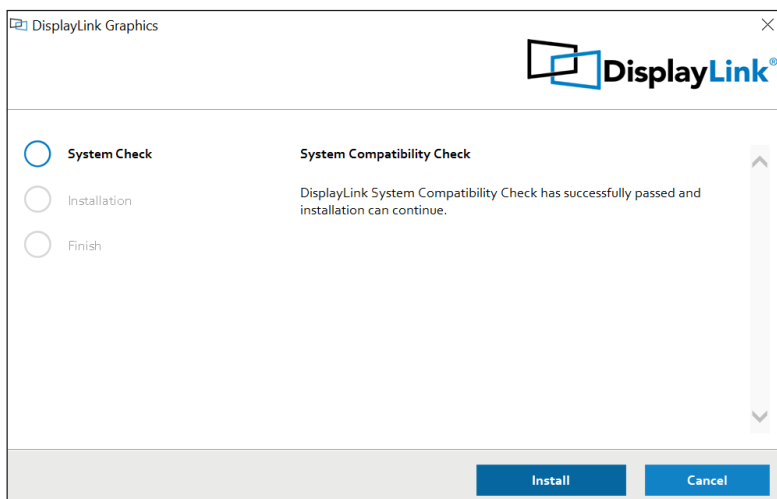 DisplayLink Graphics
DisplayLink®
System Check
Installation
Finish
System Compatibility Check
DisplayLink System Compatibility Check has successfully passed and
installation can continue.
Install
Cancel